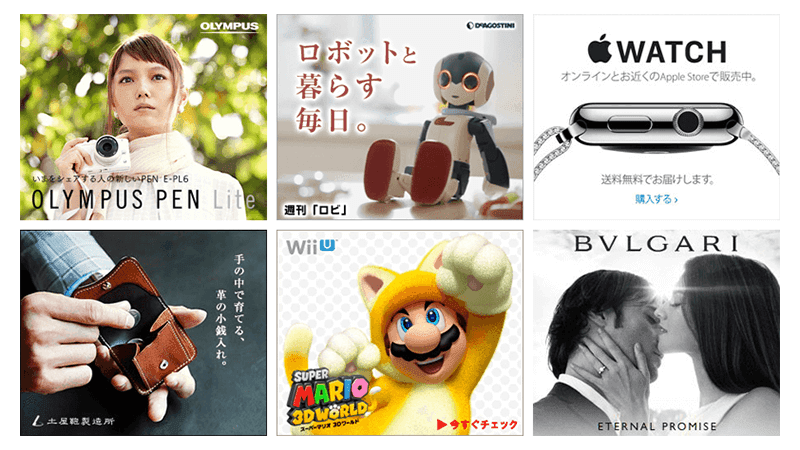 OLYMPUS
いまをシェアする人の新しいPEN E-PL6
OLYMPUS PEN Lite
DeAGOSTINI
ロボットと
暮らす
毎日。
週刊「ロビ」
WATCH
オンラインとお近くのApple Storeで販売中。
送料無料でお届けします。
購入する ›
手の中で育てる、
革の小銭入れ。
土屋鞄製造所
Wii U
SUPER
MARIO
3D WORLD
スーパーマリオ 3Dワールド
▶今すぐチェック
BVLGARI
ETERNAL PROMISE